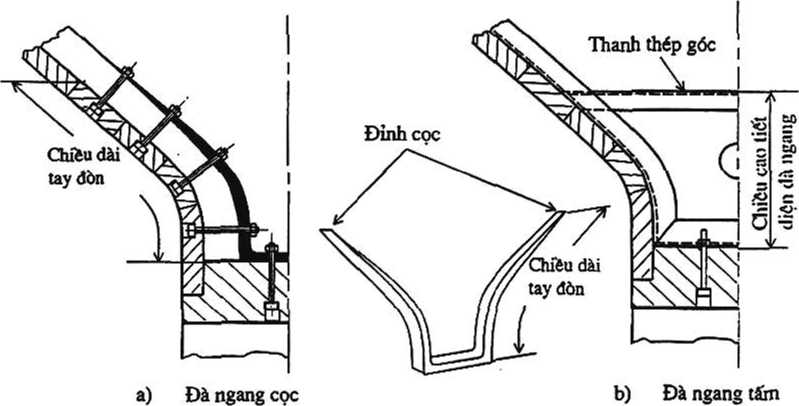 Thanh thép góc
Đỉnh cọc
Chiều dài
tay đòn
Chiều cao tiết
diện đà ngang
Chiều dài
tay đòn
a) Đà ngang cọc
b) Đà ngang tấm